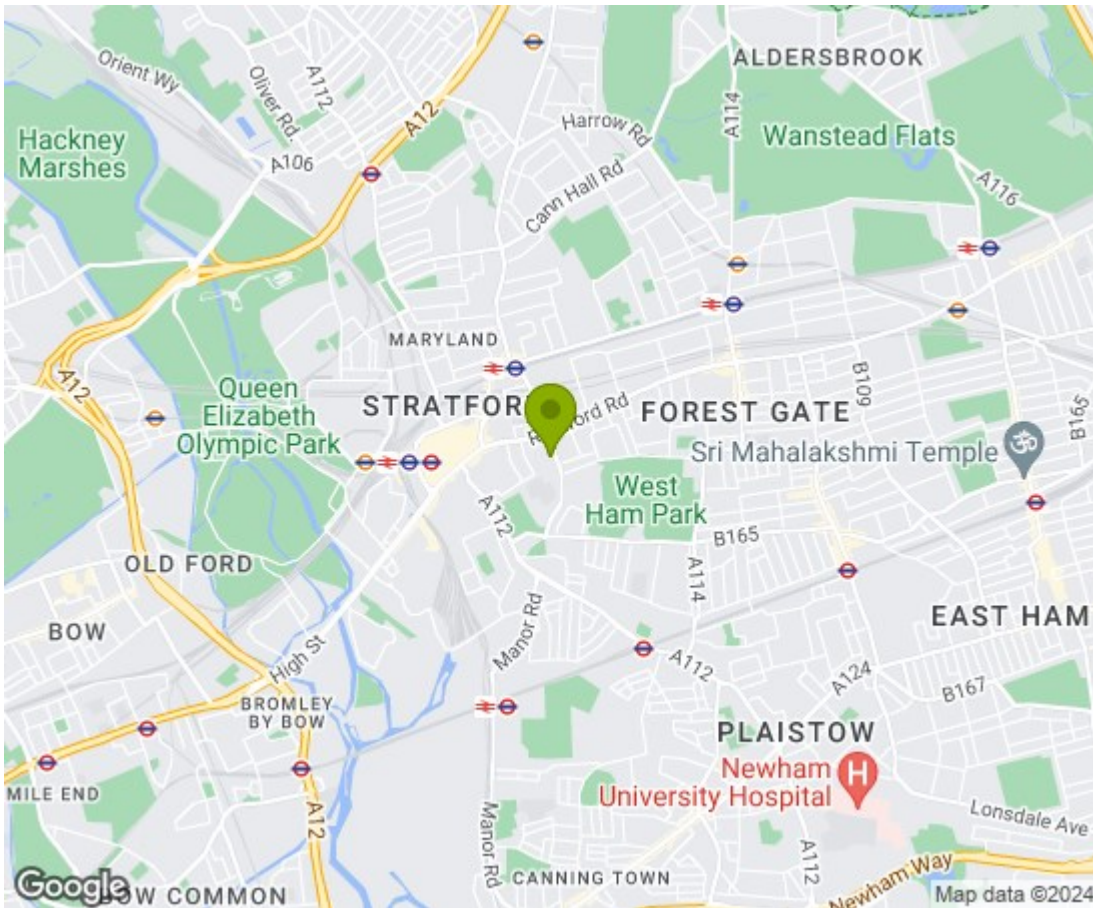 ALDERSBROOK
Orient Wy
Oliver Rd.
A112
A12
A114
Harrow Rd
Hackney
Marshes
Wanstead Flats
A106
Cann Hall Rd
A116
MARYLAND
B109
B165
A12
Queen
Elizabeth
Olympic Park
STRATFOR
ford Rd
FOREST GATE
Sri Mahalakshmi Temple
West
Ham Park
A112
B165
A114
OLD FORD
BOW
Manor Rd
EAST HAM
High St
A112
A124
B167
BROMLEY
BY BOW
PLAISTOW
Newham
University Hospital
H
MILE END
A12
Manor Rd
Lonsdale Ave
A112
CANNING TOWN
Newham Way
Google
BOW COMMON
Map data ©2024